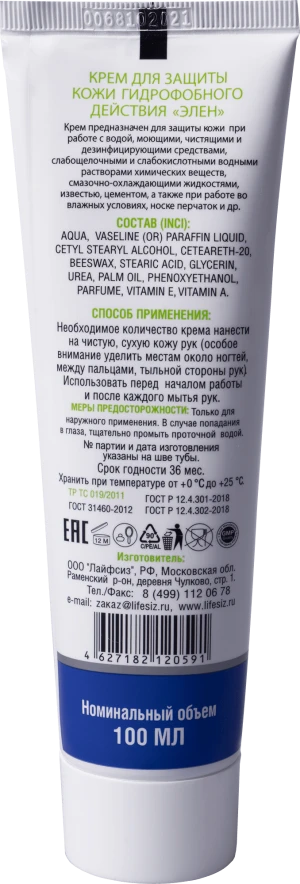 0068102021
КРЕМ ДЛЯ ЗАЩИТЫ
КОЖИ ГИДРОФОБНОГО
ДЕЙСТВИЯ «ЭЛЕН»
Крем предназначен для защиты кожи при
работе с водой, моющими, чистящими и
дезинфицирующими средствами,
слабощелочными и слабокислотными водными
растворами химических веществ,
смазочно-охлаждающими жидкостями,
известью, цементом, а также при работе во
влажных условиях, носке перчаток и др.
СОСТАВ (INCI):
AQUA, VASELINE (OR) PARAFFIN LIQUID,
CETYL STEARYL ALCOHOL, CETEARETH-20,
BEESWAX, STEARIC ACID, GLYCERIN,
UREA, PALM OIL, PHENOXYETHANOL,
PARFUME, VITAMIN E, VITAMIN A.
СПОСОБ ПРИМЕНЕНИЯ:
Необходимое количество крема нанести
на чистую, сухую кожу рук (особое
внимание уделить местам около ногтей,
между пальцами, тыльной стороны рук).
Использовать перед началом работы
и после каждого мытья рук.
МЕРЫ ПРЕДОСТОРОЖНОСТИ: Только для
наружного применения. В случае попадания
в глаза, тщательно промыть проточной водой.
№ партии и дата изготовления
указаны на шве тубы.
Срок годности 36 мес.
Хранить при температуре от +0 °С до +25 °С
ТР ТС 019/2011 ГОСТ Р 12.4.301-2018
ГОСТ 31460-2012 ГОСТ Р 12.4.302-2018
EAC 12 М 90 C/PE/AL
Изготовитель:
ООО "Лайфсиз", РФ, Московская обл.
Раменский р-он, деревня Чулково, стр. 1.
Тел./Факс: 8 (499) 112 06 78
e-mail: zakaz@lifesiz.ru www.lifesiz.ru
4 627182 120591
Номинальный объем
100 МЛ